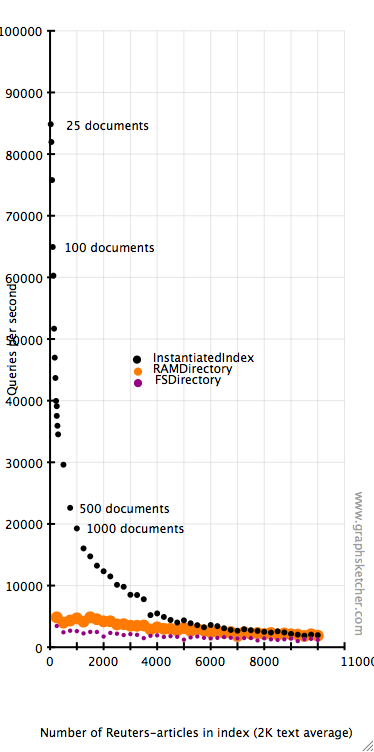 100000
90000
25 documents
80000
70000
100 documents
60000
Queries per second
50000
InstantiatedIndex
RAMDirectory
FSDirectory
40000
30000
500 documents
20000
1000 documents
www.graphsketcher.com
10000
0
0 2000 4000 6000 8000 11000
Number of Reuters-articles in index (2K text average)